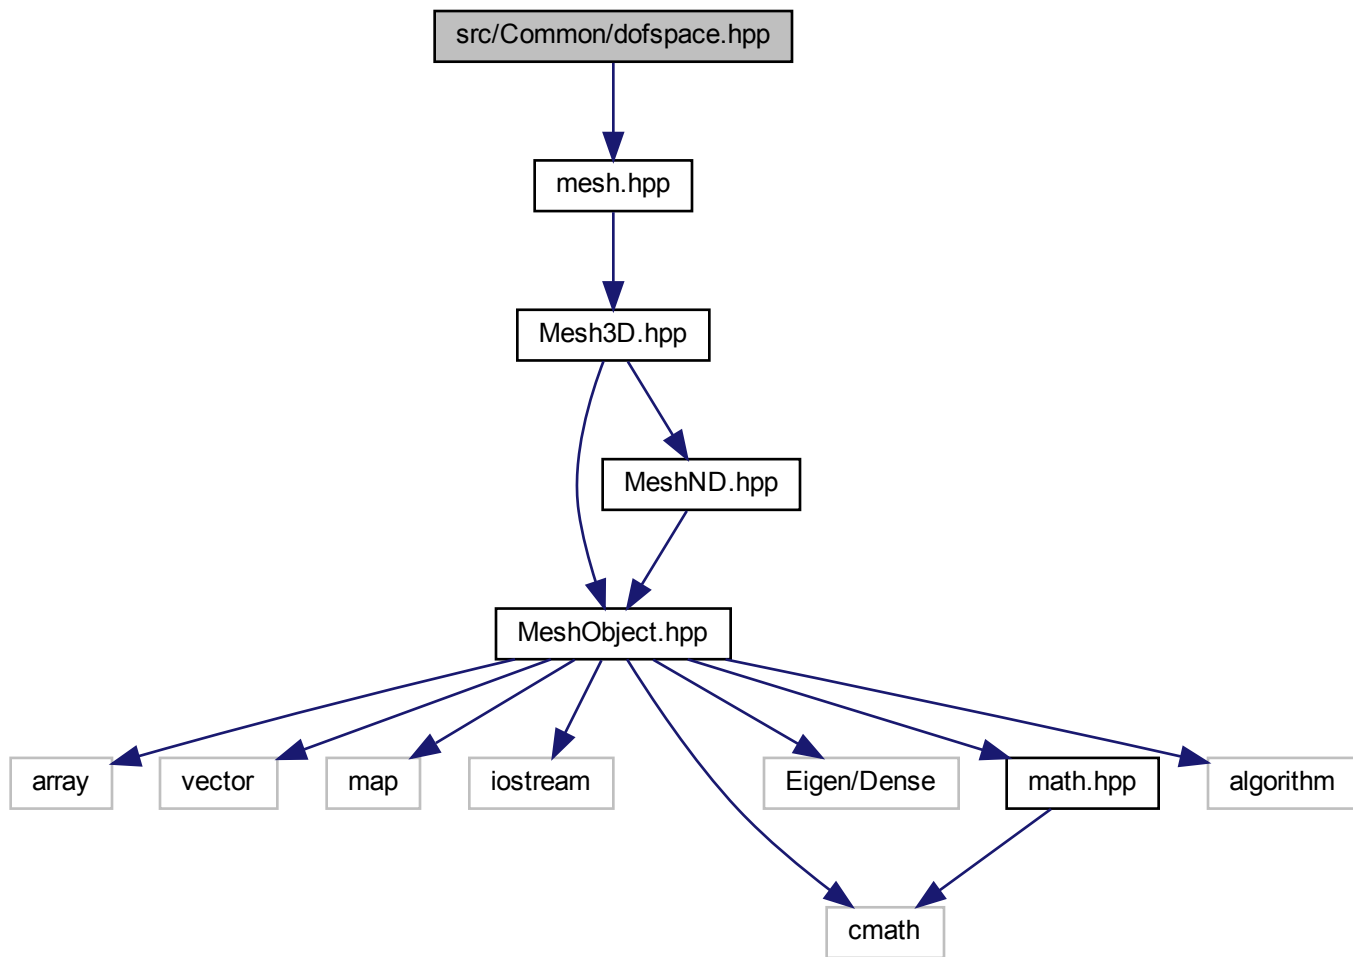 src/Common/dofspace.hpp
mesh.hpp
Mesh3D.hpp
MeshND.hpp
MeshObject.hpp
array
vector
map
iostream
Eigen/Dense
math.hpp
algorithm
cmath